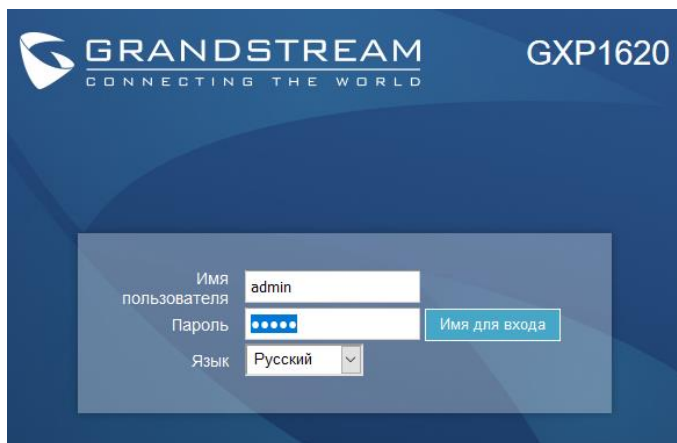 GRANDSTREAM
CONNECTING THE WORLD
GXP1620
Имя
пользователя
admin
Пароль
Имя для входа
Язык
Русский